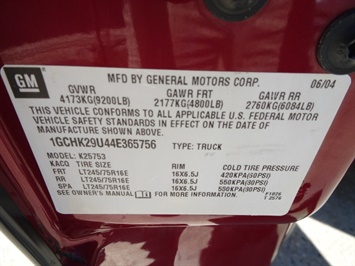 GM
MFD BY GENERAL MOTORS CORP. 06/04
GVWR GAWR FRT GAWR RR
4173KG(9200LB) 2177KG(4800LB) 2760KG(6084LB)
THIS VEHICLE CONFORMS TO ALL APPLICABLE U.S. FEDERAL MOTOR
VEHICLE SAFETY STANDARDS IN EFFECT ON THE DATE OF
MANUFACTURE SHOWN ABOVE.
1GCHK29U44E365756 TYPE: TRUCK
MODEL: K25753
KACQ TIRE SIZE RIM COLD TIRE PRESSURE
FRT LT245/75R16E 16X6.5J 420KPA(60PSI)
RR LT245/75R16E 16X6.5J 550KPA(80PSI)
SPA LT245/75R16E 16X6.5J 550KPA(80PSI)
SEE OWNER'S MANUAL FOR MORE INFORMATION.